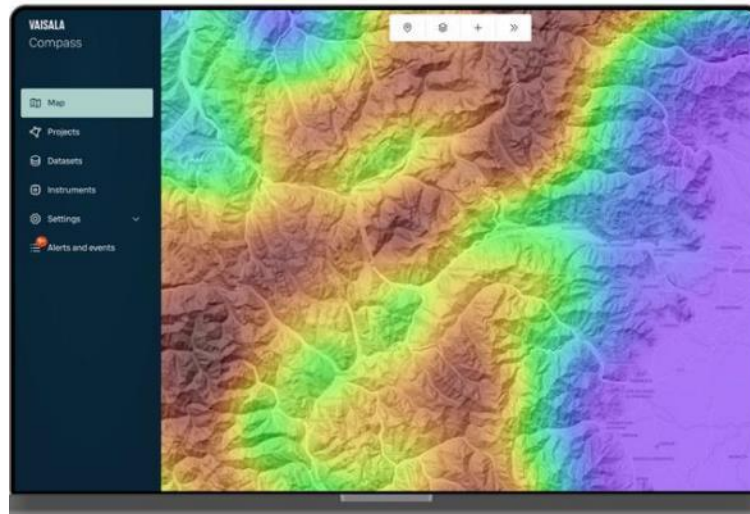 VAISALA
Compass
Map
Projects
Datasets
Instruments
Settings
Alerts and events